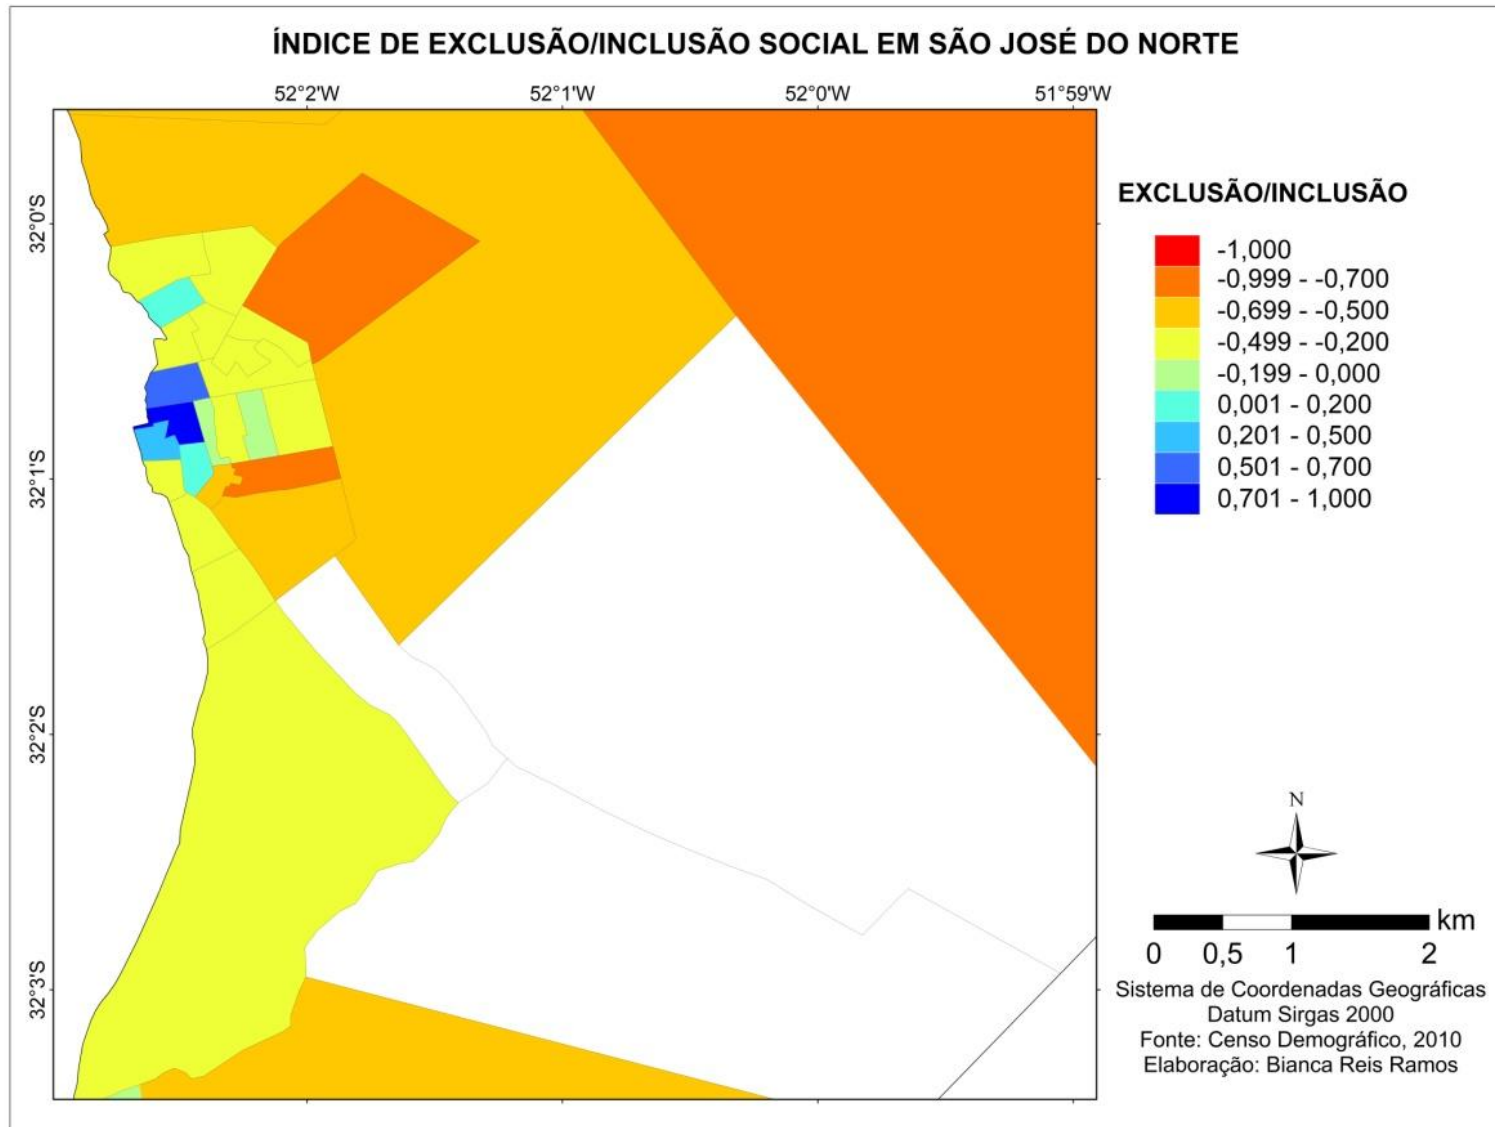 ÍNDICE DE EXCLUSÃO/INCLUSÃO SOCIAL EM SÃO JOSÉ DO NORTE
52°2'W 52°1'W 52°0'W 51°59'W
32°0'S
32°1'S
32°2'S
32°3'S
EXCLUSÃO/INCLUSÃO
-1,000
-0,999 - -0,700
-0,699 - -0,500
-0,499 - -0,200
-0,199 - 0,000
0,001 - 0,200
0,201 - 0,500
0,501 - 0,700
0,701 - 1,000
N
km
0 0,5 1 2
Sistema de Coordenadas Geográficas
Datum Sirgas 2000
Fonte: Censo Demográfico, 2010
Elaboração: Bianca Reis Ramos